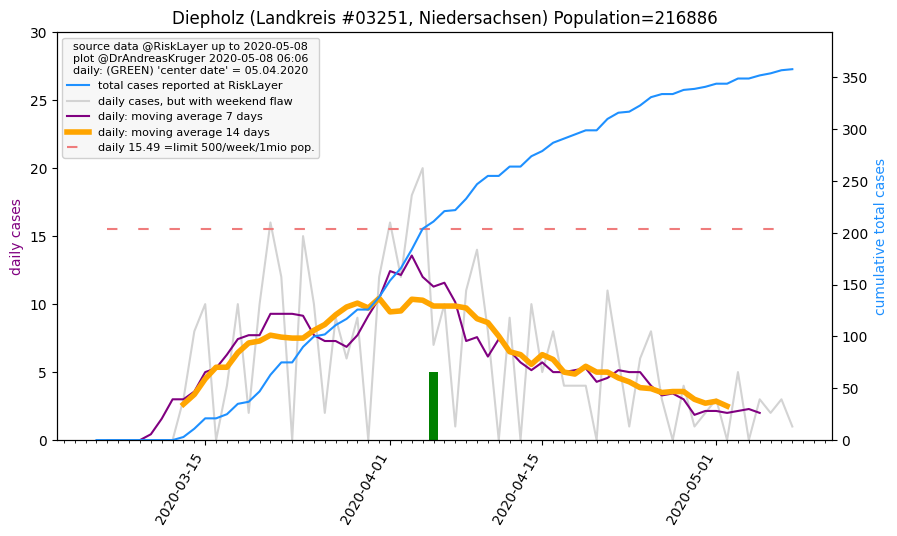 Diepholz (Landkreis #03251, Niedersachsen) Population=216886
source data @RiskLayer up to 2020-05-08
plot @DrAndreasKruger 2020-05-08 06:06
daily: (GREEN) 'center date' = 05.04.2020
total cases reported at RiskLayer
daily cases, but with weekend flaw
daily: moving average 7 days
daily: moving average 14 days
daily 15.49 =limit 500/week/1mio pop.
daily cases
30
25
20
15
10
5
0
cumulative total cases
350
300
250
200
150
100
50
0
2020-03-15
2020-04-01
2020-04-15
2020-05-01